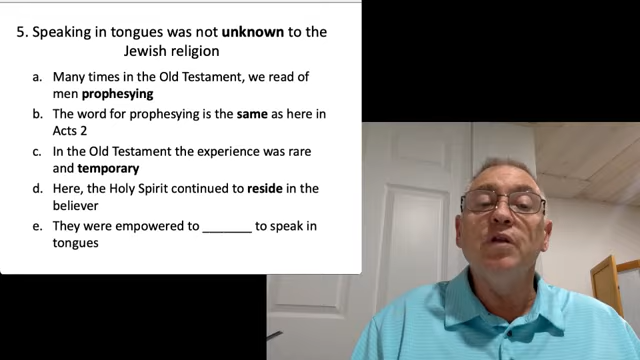 5. Speaking in tongues was not unknown to the
Jewish religion
a. Many times in the Old Testament, we read of
men prophesying
b. The word for prophesying is the same as here in
Acts 2
c. In the Old Testament the experience was rare
and temporary
d. Here, the Holy Spirit continued to reside in the
believer
e. They were empowered to _______ to speak in
tongues